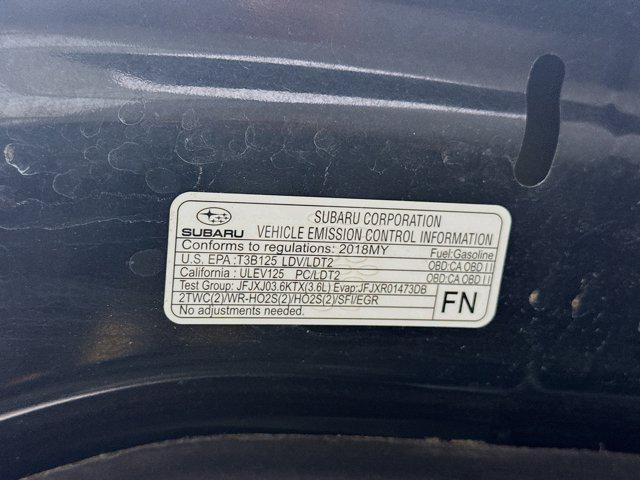 SUBARU CORPORATION
SUBARU VEHICLE EMISSION CONTROL INFORMATION
Conforms to regulations: 2018MY Fuel:Gasoline
U.S. EPA :T3B125 LDV/LDT2 OBD:CA OBD II
California : ULEV125 PC/LDT2 OBD:CA OBD II
Test Group: JFJXJ03.6KTX(3.6L) Evap:JFJXR01473DB
2TWC(2)/WR-HO2S(2)/HO2S(2)/SFI/EGR
No adjustments needed.
FN